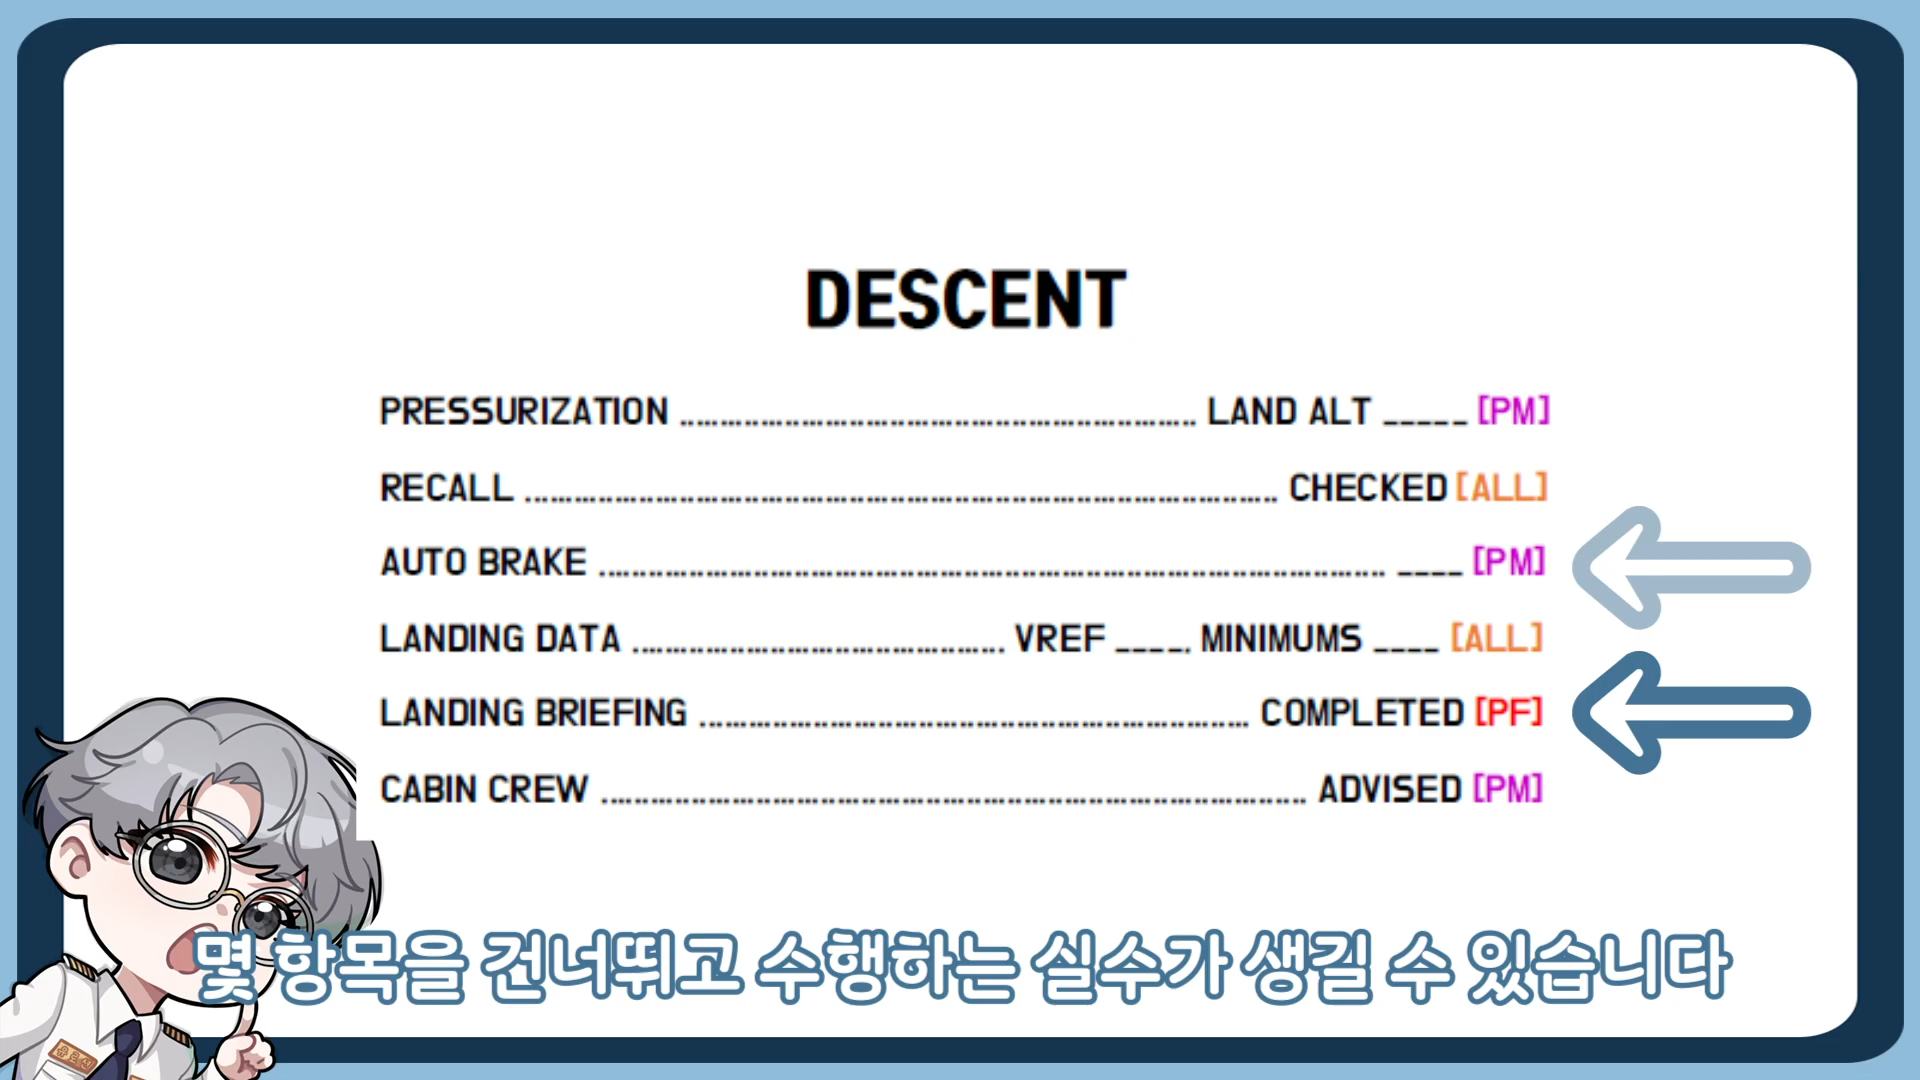 DESCENT
PRESSURIZATION ........................................ LAND ALT _____ [PM]
RECALL ........................................ CHECKED [ALL]
AUTO BRAKE ........................................ ____ [PM]
LANDING DATA ........................................ VREF ____, MINIMUMS ____ [ALL]
LANDING BRIEFING ........................................ COMPLETED [PF]
CABIN CREW ........................................ ADVISED [PM]
몇 항목을 건너뛰고 수행하는 실수가 생길 수 있습니다